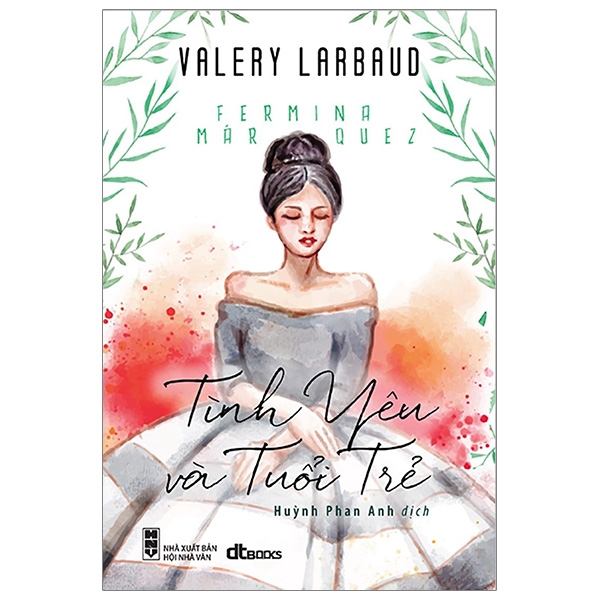 VALERY LARBAUD
FERMINA
MÁRQUEZ
Tình Yêu
và Tuổi Trẻ
Huỳnh Phan Anh dịch
HNV
NHÀ XUẤT BẢN
HỘI NHÀ VĂN
dtBOOKS